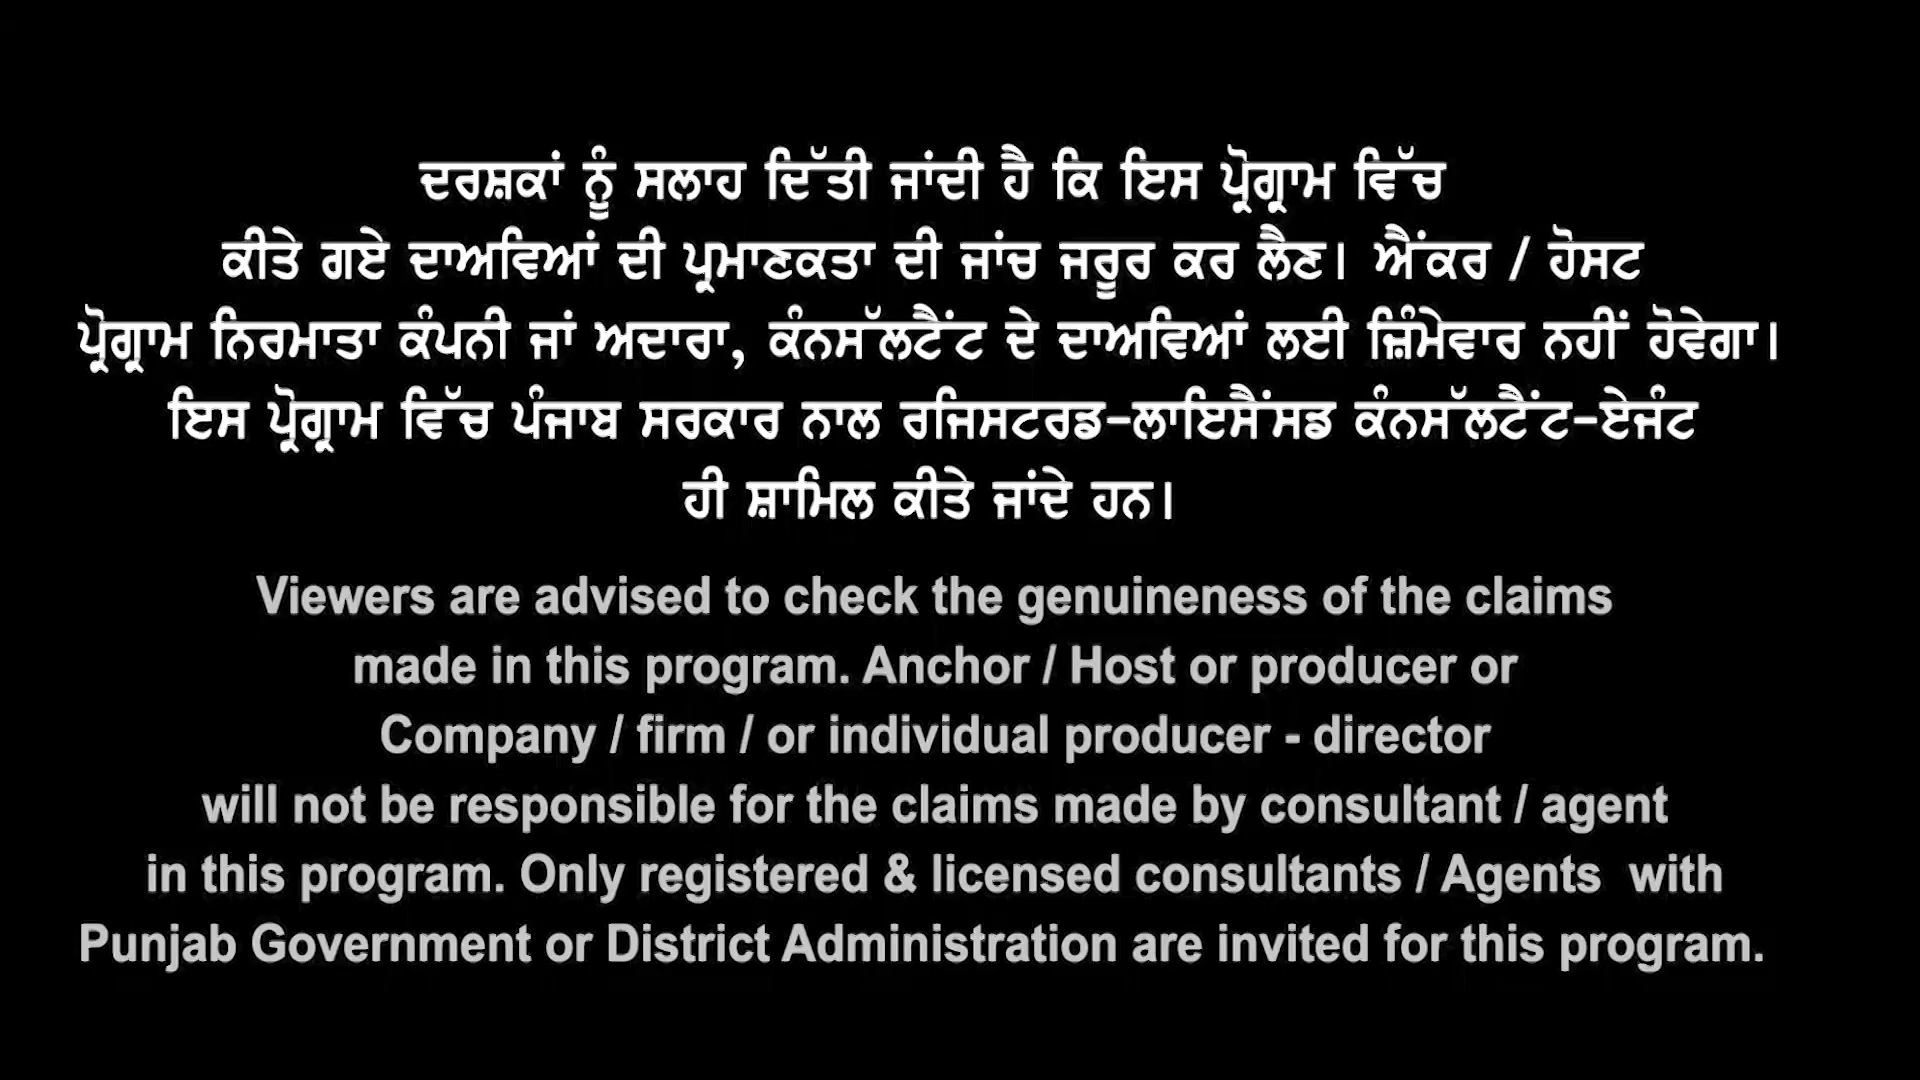 ਦਰਸ਼ਕਾਂ ਨੂੰ ਸਲਾਹ ਦਿੱਤੀ ਜਾਂਦੀ ਹੈ ਕਿ ਇਸ ਪ੍ਰੋਗ੍ਰਾਮ ਵਿੱਚ
ਕੀਤੇ ਗਏ ਦਾਅਵਿਆਂ ਦੀ ਪ੍ਰਮਾਣਕਤਾ ਦੀ ਜਾਂਚ ਜਰੂਰ ਕਰ ਲੈਣ। ਐਂਕਰ / ਹੋਸਟ
ਪ੍ਰੋਗ੍ਰਾਮ ਨਿਰਮਾਤਾ ਕੰਪਨੀ ਜਾਂ ਅਦਾਰਾ, ਕੰਨਸੱਲਟੈਂਟ ਦੇ ਦਾਅਵਿਆਂ ਲਈ ਜ਼ਿੰਮੇਵਾਰ ਨਹੀਂ ਹੋਵੇਗਾ।
ਇਸ ਪ੍ਰੋਗ੍ਰਾਮ ਵਿੱਚ ਪੰਜਾਬ ਸਰਕਾਰ ਨਾਲ ਰਜਿਸਟਰਡ-ਲਾਇਸੈਂਸਡ ਕੰਨਸੱਲਟੈਂਟ-ਏਜੰਟ
ਹੀ ਸ਼ਾਮਿਲ ਕੀਤੇ ਜਾਂਦੇ ਹਨ।
Viewers are advised to check the genuineness of the claims
made in this program. Anchor / Host or producer or
Company / firm / or individual producer - director
will not be responsible for the claims made by consultant / agent
in this program. Only registered & licensed consultants / Agents  with
Punjab Government or District Administration are invited for this program.